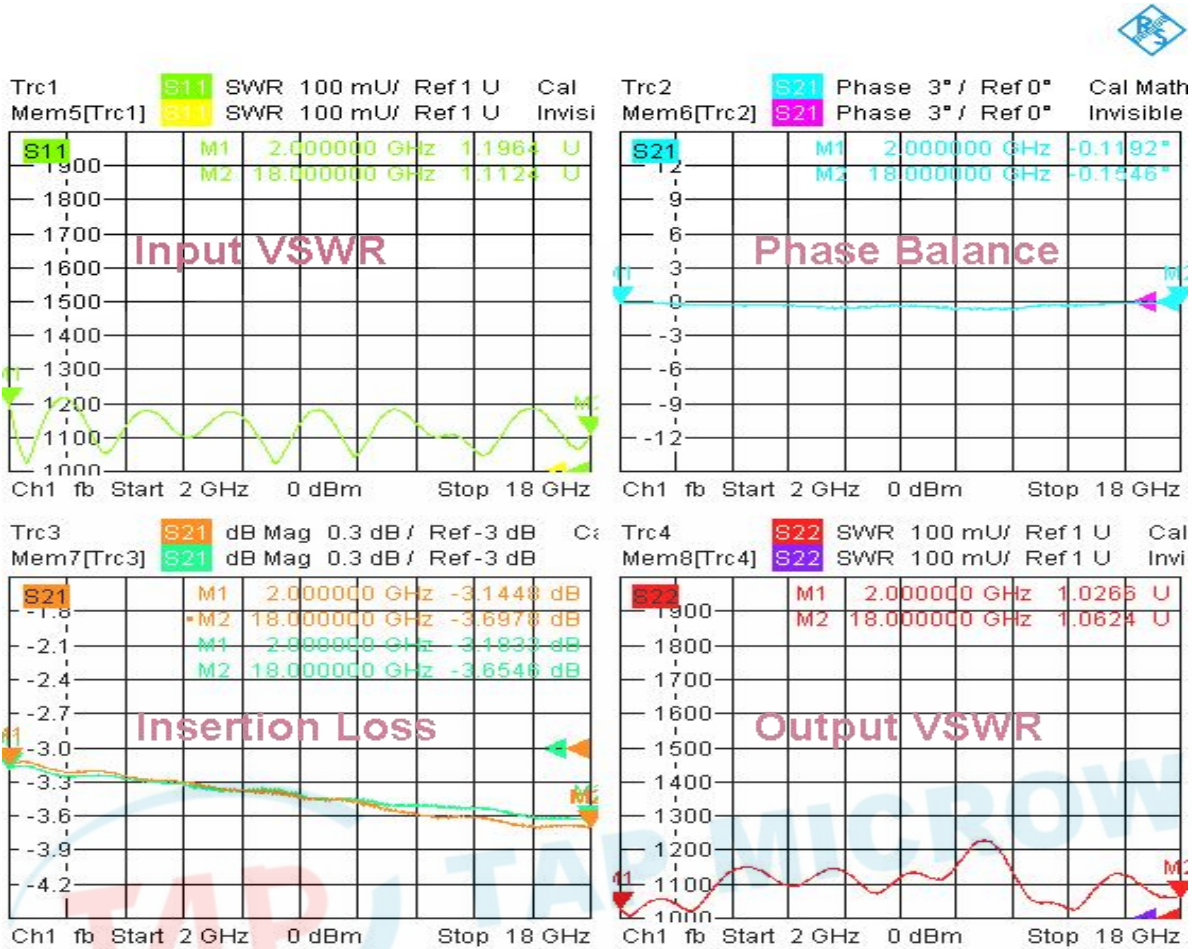 R&S
Trc1 S11 SWR 100 mU/ Ref 1 U Cal
Mem5[Trc1] S11 SWR 100 mU/ Ref 1 U Invisi
S11
M1 2.000000 GHz 1.1964 U
M2 18.000000 GHz 1.1124 U
1900
1800
1700
Input VSWR
1600
1500
1400
1300
1200
1100
1000
Ch1 fb Start 2 GHz 0 dBm Stop 18 GHz
Trc2 S21 Phase 3°/ Ref 0° Cal Math
Mem6[Trc2] S21 Phase 3°/ Ref 0° Invisible
S21
M1 2.000000 GHz -0.1192°
M2 18.000000 GHz -0.1546°
12
9
6
Phase Balance
3
0
-3
-6
-9
-12
Ch1 fb Start 2 GHz 0 dBm Stop 18 GHz
Trc3 S21 dB Mag 0.3 dB / Ref -3 dB
Mem7[Trc3] S21 dB Mag 0.3 dB / Ref -3 dB
S21
M1 2.000000 GHz -3.1448 dB
•M2 18.000000 GHz -3.6978 dB
M1 2.000000 GHz -3.1833 dB
M2 18.000000 GHz -3.6546 dB
-1.8
-2.1
-2.4
-2.7
Insertion Loss
-3.0
-3.3
-3.6
-3.9
-4.2
Ch1 fb Start 2 GHz 0 dBm Stop 18 GHz
Trc4 S22 SWR 100 mU/ Ref 1 U Cal
Mem8[Trc4] S22 SWR 100 mU/ Ref 1 U Invi
S22
M1 2.000000 GHz 1.0266 U
M2 18.000000 GHz 1.0624 U
1900
1800
1700
1600
Output VSWR
1500
1400
1300
1200
1100
1000
Ch1 fb Start 2 GHz 0 dBm Stop 18 GHz
TAP TAP MICROW